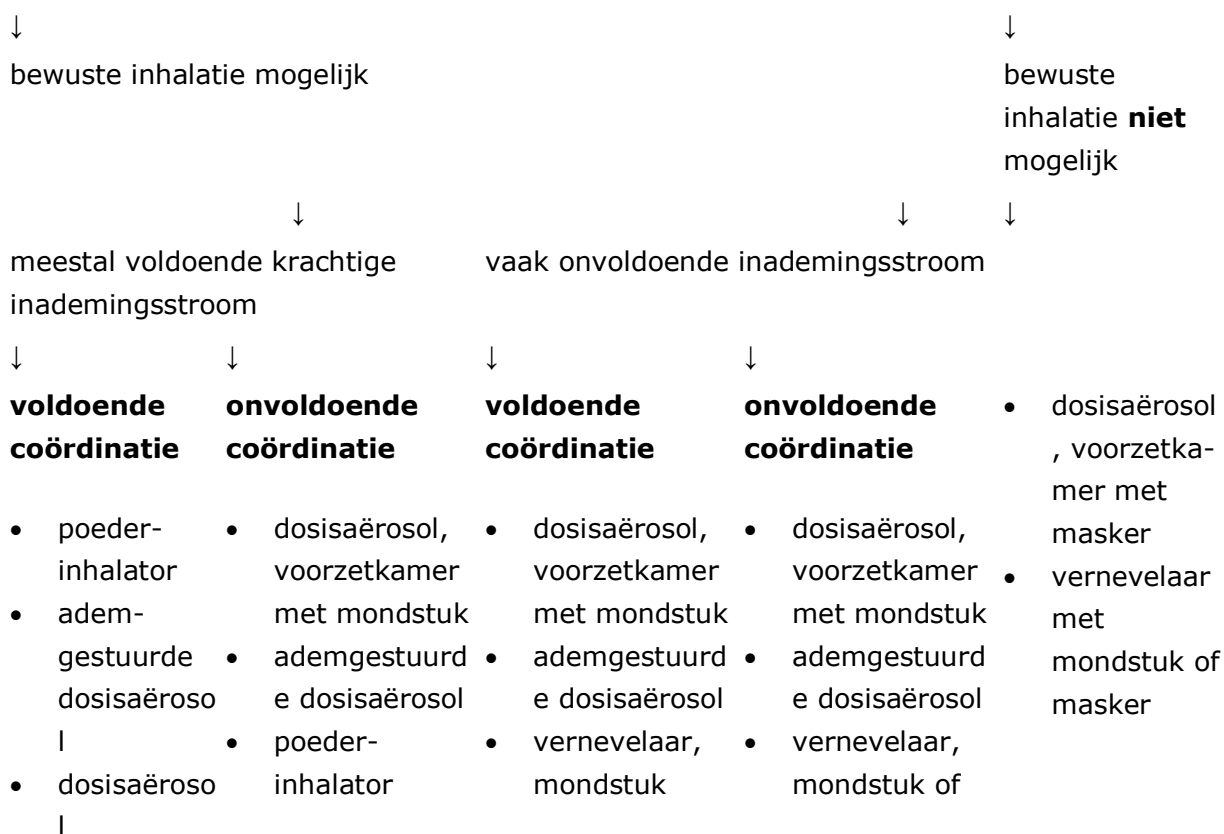 ↓ ↓
bewuste inhalatie mogelijk
bewuste
inhalatie niet
mogelijk
↓ ↓ ↓
meestal voldoende krachtige
inademingsstroom
vaak onvoldoende inademingsstroom
↓ ↓ ↓ ↓
voldoende
coördinatie
• poeder-
inhalator
• adem-
gestuurde
dosisaëroso
l
• dosisaëroso
l
onvoldoende
coördinatie
• dosisaërosol,
voorzetkamer
met mondstuk
• ademgestuurd
e dosisaërosol
• poeder-
inhalator
voldoende
coördinatie
• dosisaërosol,
voorzetkamer
met mondstuk
• ademgestuurd
e dosisaërosol
• vernevelaar,
mondstuk
onvoldoende
coördinatie
• dosisaërosol,
voorzetkamer
met mondstuk
• ademgestuurd
e dosisaërosol
• vernevelaar,
mondstuk of
• dosisaërosol
, voorzetka-
mer met
masker
• vernevelaar
met
mondstuk of
masker